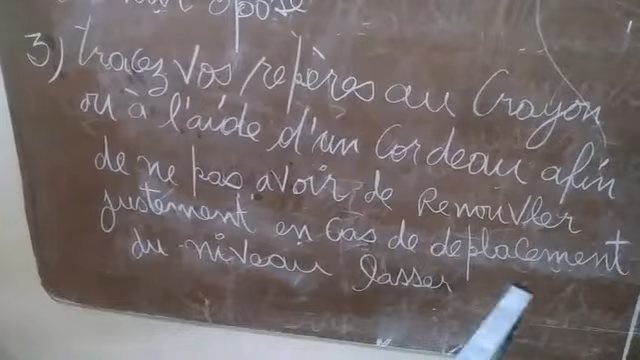 opose
3) tracez vos repères au Crayon
ou à l'aide d'un Cordeau afin
de ne pas avoir de Renouvler
justement en Cas de deplacement
du niveau lasser